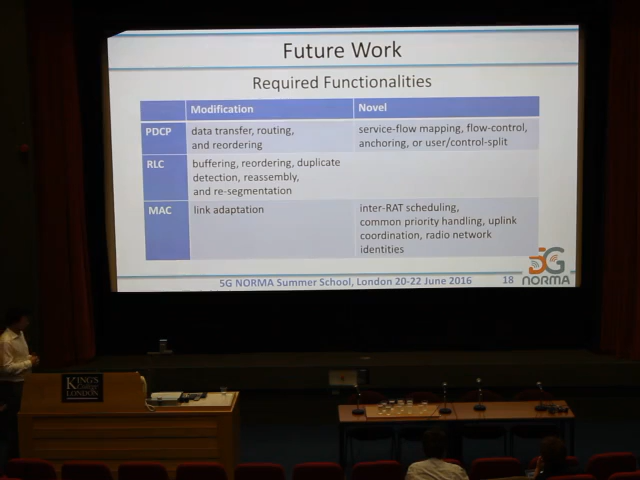 Future Work
Required Functionalities
Modification Novel
PDCP data transfer, routing, service-flow mapping, flow-control,
and reordering anchoring, or user/control-split
RLC buffering, reordering, duplicate
detection, reassembly,
and re-segmentation
MAC link adaptation inter-RAT scheduling,
common priority handling, uplink
coordination, radio network
identities
5G NORMA Summer School, London 20-22 June 2016 18
5G
NORMA
KING'S
College
LONDON